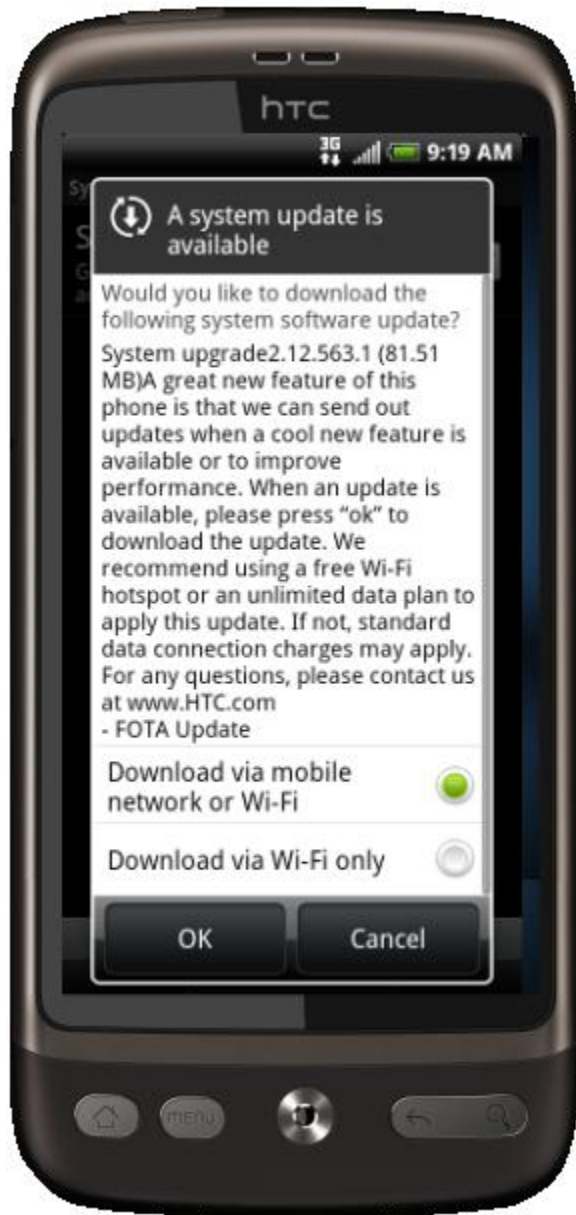 hTC
3G 9:19 AM
Sy
A system update is
available
S
G
Would you like to download the
following system software update?
System upgrade2.12.563.1 (81.51
MB)A great new feature of this
phone is that we can send out
updates when a cool new feature is
available or to improve
performance. When an update is
available, please press “ok” to
download the update. We
recommend using a free Wi-Fi
hotspot or an unlimited data plan to
apply this update. If not, standard
data connection charges may apply.
For any questions, please contact us
at www.HTC.com
- FOTA Update
Download via mobile
network or Wi-Fi
Download via Wi-Fi only
OK Cancel
menu